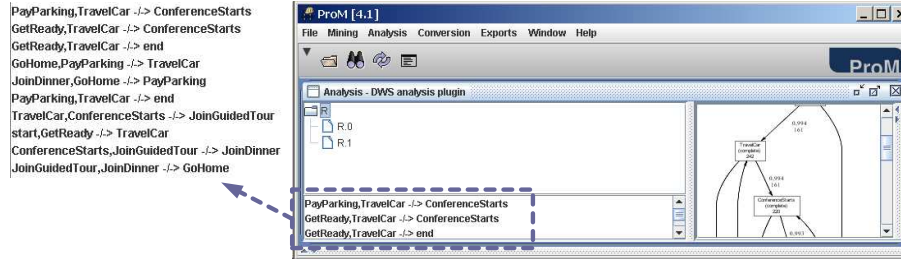 PayParking,TravelCar -/-> ConferenceStarts
GetReady,TravelCar -/-> ConferenceStarts
GetReady,TravelCar -/-> end
GoHome,PayParking -/-> TravelCar
JoinDinner,GoHome -/-> PayParking
PayParking,TravelCar -/-> end
TravelCar,ConferenceStarts -/-> JoinGuidedTour
start,GetReady -/-> TravelCar
ConferenceStarts,JoinGuidedTour -/-> JoinDinner
JoinGuidedTour,JoinDinner -/-> GoHome
ProM [4.1]
File Mining Analysis Conversion Exports Window Help
ProM
Analysis - DWS analysis plugin
R
R.0
R.1
PayParking,TravelCar -/-> ConferenceStarts
GetReady,TravelCar -/-> ConferenceStarts
GetReady,TravelCar -/-> end
0,994
161
TravelCar
(complete)
242
0,994
161
ConferenceStarts
(complete)
0,993